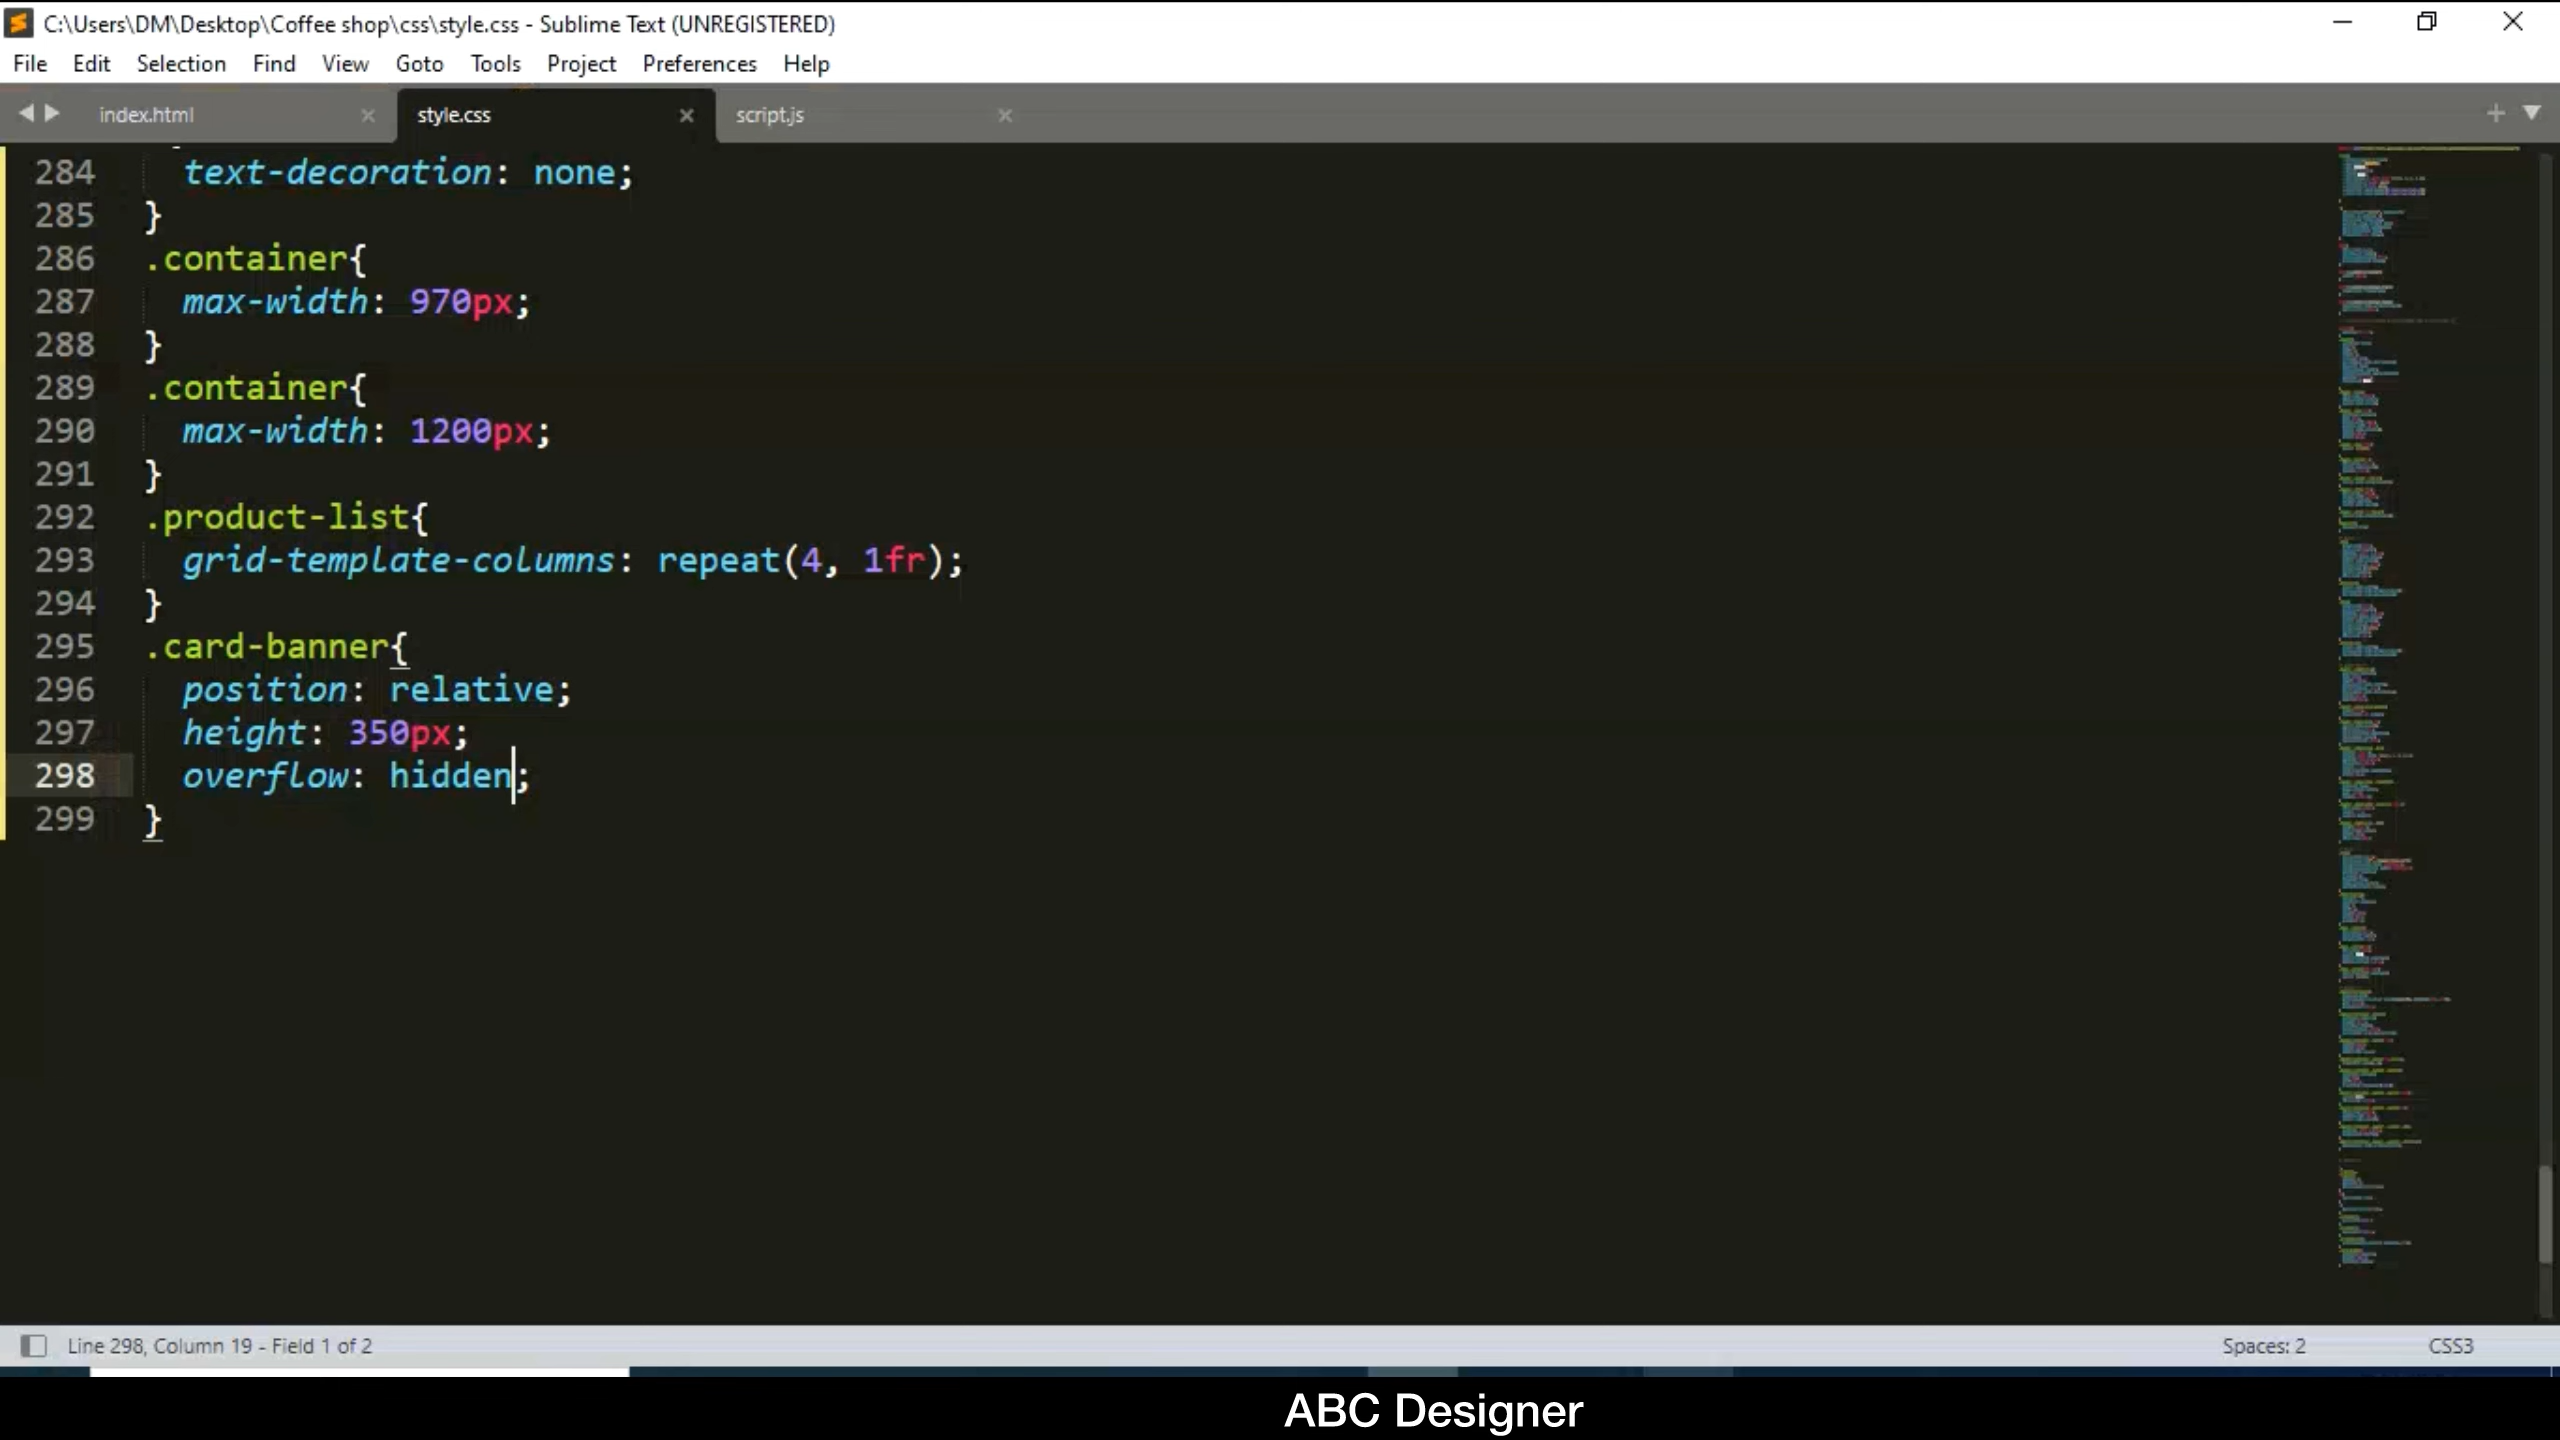 C:\Users\DM\Desktop\Coffee shop\css\style.css - Sublime Text (UNREGISTERED)
File Edit Selection Find View Goto Tools Project Preferences Help
index.html style.css script.js
284 text-decoration: none;
285 }
286 .container{
287 max-width: 970px;
288 }
289 .container{
290 max-width: 1200px;
291 }
292 .product-list{
293 grid-template-columns: repeat(4, 1fr);
294 }
295 .card-banner{
296 position: relative;
297 height: 350px;
298 overflow: hidden;
299 }
Line 298, Column 19 - Field 1 of 2 Spaces: 2 CSS3
ABC Designer